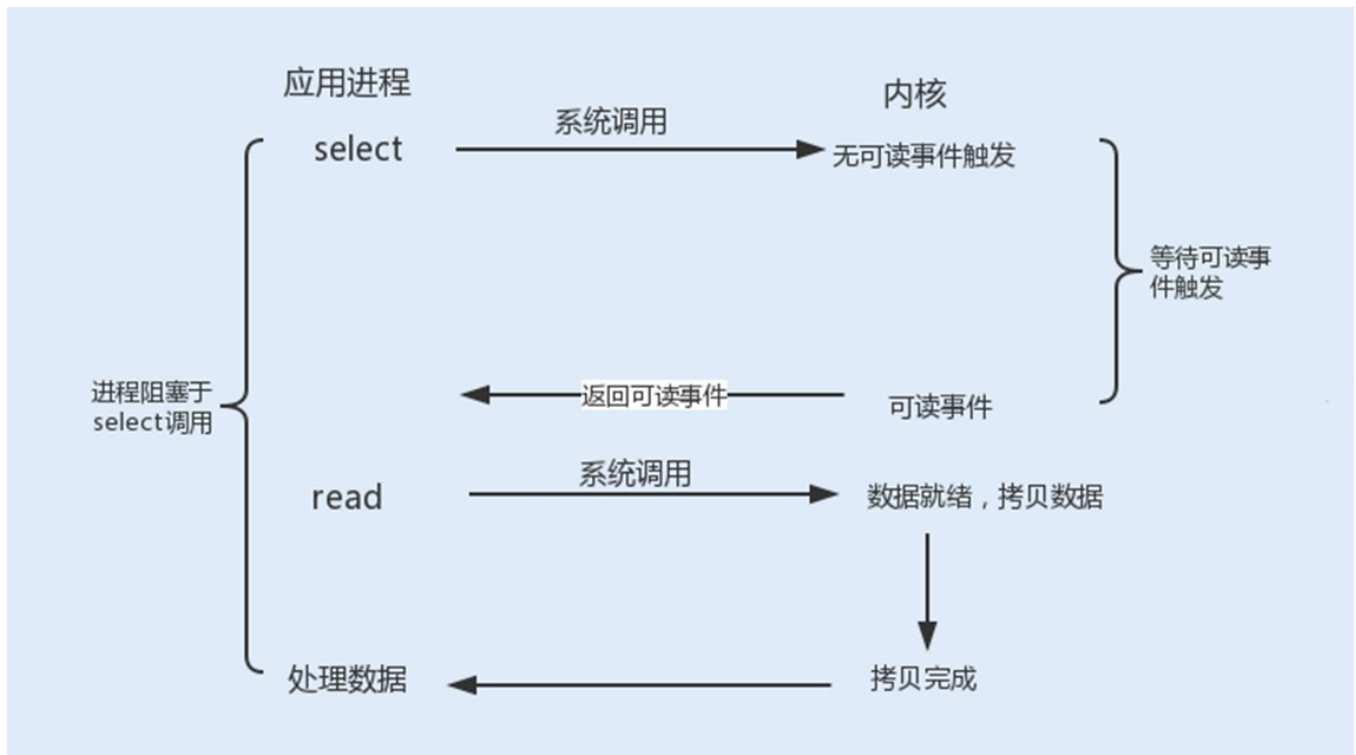 应用进程
内核
系统调用
select
无可读事件触发
等待可读事
件触发
进程阻塞于
select调用
返回可读事件
可读事件
系统调用
read
数据就绪，拷贝数据
处理数据
拷贝完成